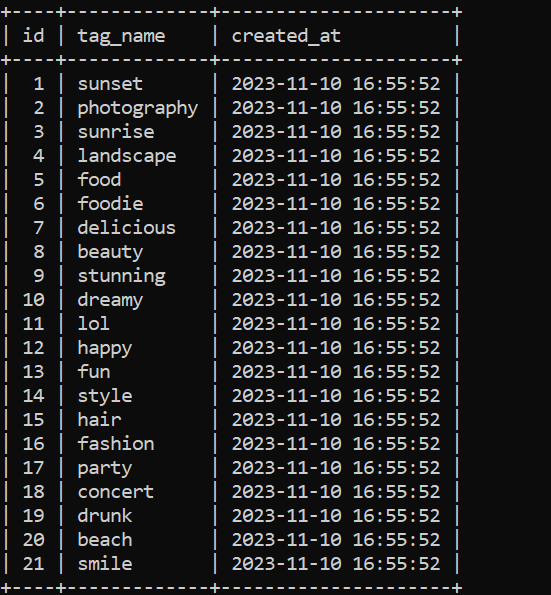 +----+-------------+---------------------+
| id | tag_name    | created_at          |
+----+-------------+---------------------+
|  1 | sunset      | 2023-11-10 16:55:52 |
|  2 | photography | 2023-11-10 16:55:52 |
|  3 | sunrise     | 2023-11-10 16:55:52 |
|  4 | landscape   | 2023-11-10 16:55:52 |
|  5 | food        | 2023-11-10 16:55:52 |
|  6 | foodie      | 2023-11-10 16:55:52 |
|  7 | delicious   | 2023-11-10 16:55:52 |
|  8 | beauty      | 2023-11-10 16:55:52 |
|  9 | stunning    | 2023-11-10 16:55:52 |
| 10 | dreamy      | 2023-11-10 16:55:52 |
| 11 | lol         | 2023-11-10 16:55:52 |
| 12 | happy       | 2023-11-10 16:55:52 |
| 13 | fun         | 2023-11-10 16:55:52 |
| 14 | style       | 2023-11-10 16:55:52 |
| 15 | hair        | 2023-11-10 16:55:52 |
| 16 | fashion     | 2023-11-10 16:55:52 |
| 17 | party       | 2023-11-10 16:55:52 |
| 18 | concert     | 2023-11-10 16:55:52 |
| 19 | drunk       | 2023-11-10 16:55:52 |
| 20 | beach       | 2023-11-10 16:55:52 |
| 21 | smile       | 2023-11-10 16:55:52 |
+----+-------------+---------------------+